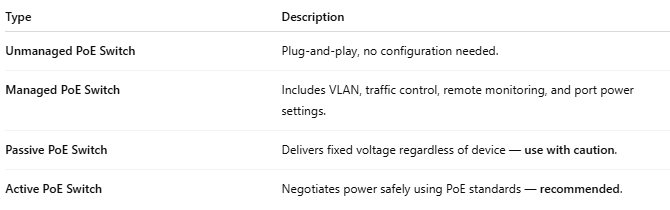 Type Description
Unmanaged PoE Switch Plug-and-play, no configuration needed.
Managed PoE Switch Includes VLAN, traffic control, remote monitoring, and port power
settings.
Passive PoE Switch Delivers fixed voltage regardless of device — use with caution.
Active PoE Switch Negotiates power safely using PoE standards — recommended.